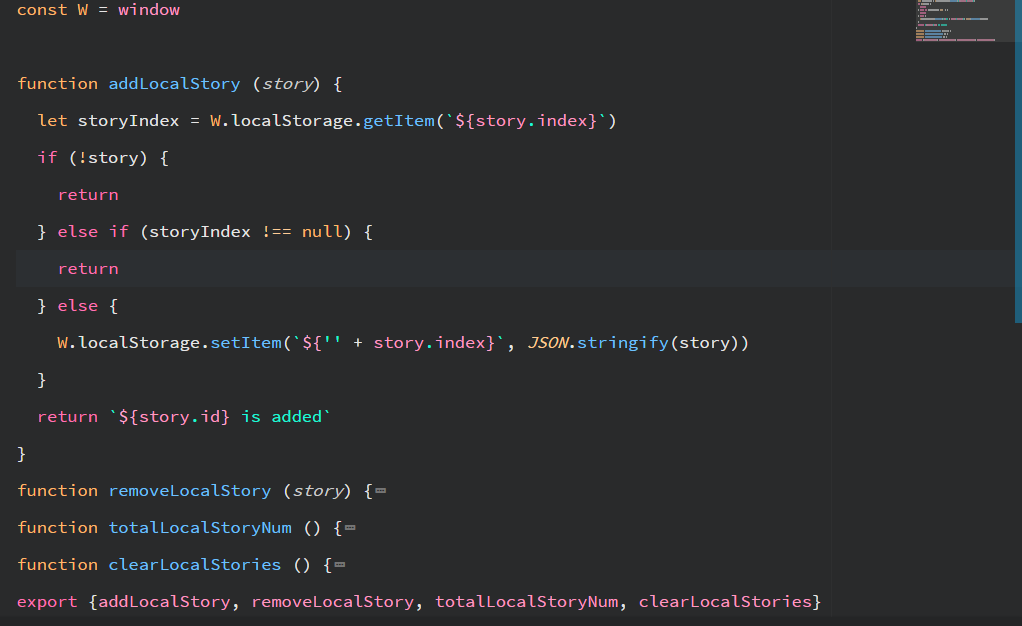 const W = window
function addLocalStory (story) {
  let storyIndex = W.localStorage.getItem(`${story.index}`)
  if (!story) {
    return
  } else if (storyIndex !== null) {
    return
  } else {
    W.localStorage.setItem(`${'' + story.index}`, JSON.stringify(story))
  }
  return `${story.id} is added`
}
function removeLocalStory (story) {
function totalLocalStoryNum () {
function clearLocalStories () {
export {addLocalStory, removeLocalStory, totalLocalStoryNum, clearLocalStories}